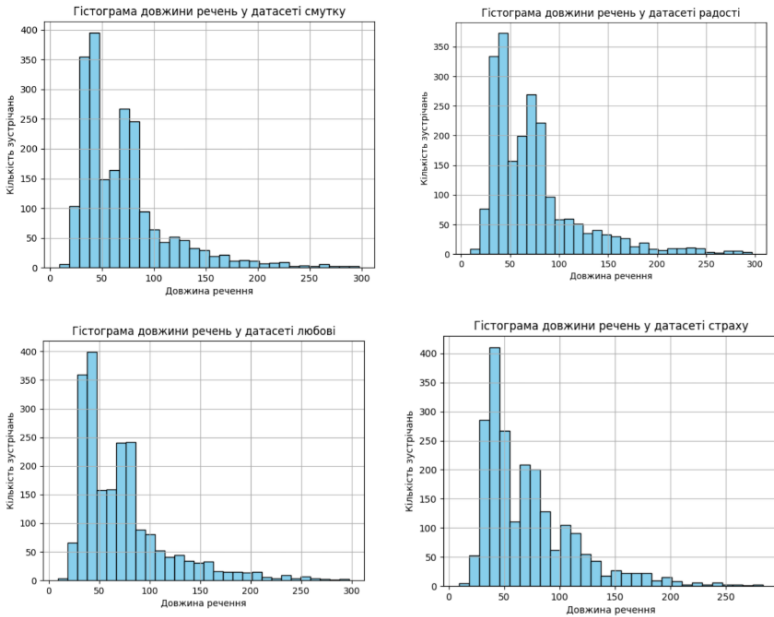 Гістограма довжини речень у датасеті смутку
Кількість зустрічань
400
350
300
250
200
150
100
50
0
0 50 100 150 200 250 300
Довжина речення
Гістограма довжини речень у датасеті радості
Кількість зустрічань
350
300
250
200
150
100
50
0
0 50 100 150 200 250 300
Довжина речення
Гістограма довжини речень у датасеті любові
Кількість зустрічань
400
350
300
250
200
150
100
50
0
0 50 100 150 200 250 300
Довжина речення
Гістограма довжини речень у датасеті страху
Кількість зустрічань
400
350
300
250
200
150
100
50
0
0 50 100 150 200 250
Довжина речення